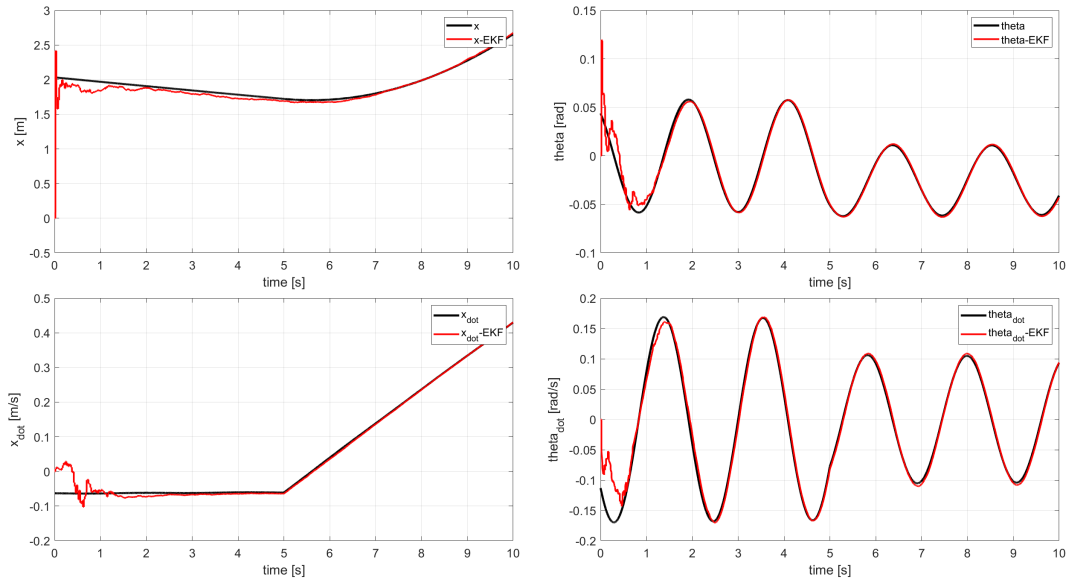 3
2.5
2
1.5
1
0.5
0
-0.5
x [m]
x
x-EKF
0 1 2 3 4 5 6 7 8 9 10
time [s]
0.15
0.1
0.05
0
-0.05
-0.1
theta [rad]
theta
theta-EKF
0 1 2 3 4 5 6 7 8 9 10
time [s]
0.5
0.4
0.3
0.2
0.1
0
-0.1
-0.2
x_dot [m/s]
x_dot
x_dot-EKF
0 1 2 3 4 5 6 7 8 9 10
time [s]
0.2
0.15
0.1
0.05
0
-0.05
-0.1
-0.15
-0.2
theta_dot [rad/s]
theta_dot
theta_dot-EKF
0 1 2 3 4 5 6 7 8 9 10
time [s]